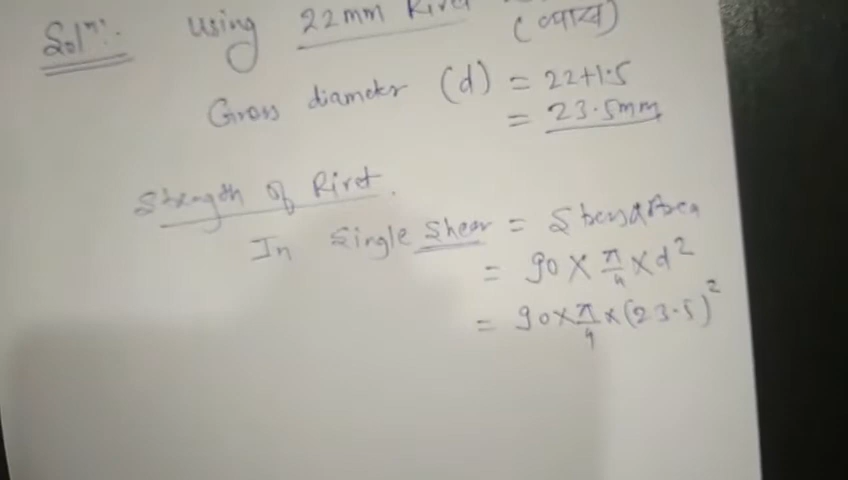 Solⁿ:- Using 22mm Rivet
(व्यास)
Gross diameter (d) = 22+1.5
= 23.5mm
Strength of Rivet.
In Single Shear = Stress x Area
= 90 × π/4 × d²
= 90 × π/4 × (23.5)²